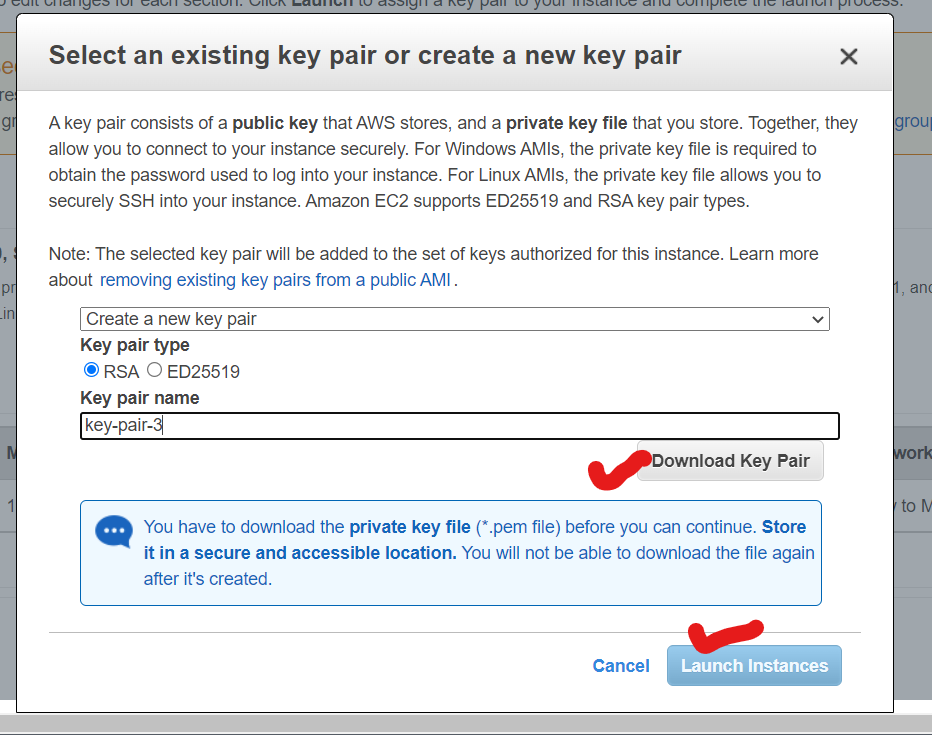 o edit changes for each section. Click Launch to assign a key pair to your instance and complete the launch process.
Select an existing key pair or create a new key pair
A key pair consists of a public key that AWS stores, and a private key file that you store. Together, they
allow you to connect to your instance securely. For Windows AMIs, the private key file is required to
obtain the password used to log into your instance. For Linux AMIs, the private key file allows you to
securely SSH into your instance. Amazon EC2 supports ED25519 and RSA key pair types.
Note: The selected key pair will be added to the set of keys authorized for this instance. Learn more
about removing existing key pairs from a public AMI .
Create a new key pair
Key pair type
RSA ED25519
Key pair name
key-pair-3
Download Key Pair
You have to download the private key file (*.pem file) before you can continue. Store
it in a secure and accessible location. You will not be able to download the file again
after it's created.
Cancel Launch Instances